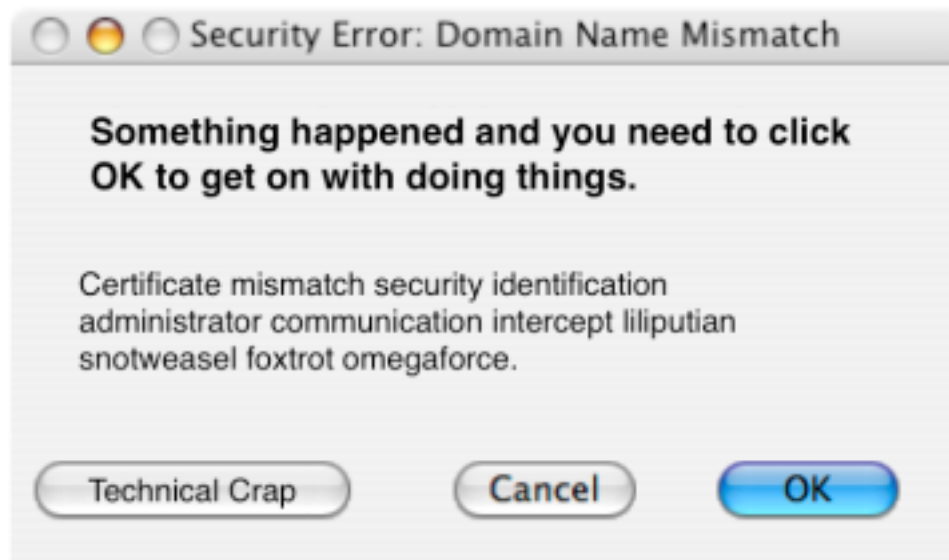 Security Error: Domain Name Mismatch
Something happened and you need to click
OK to get on with doing things.
Certificate mismatch security identification
administrator communication intercept liliputian
snotweasel foxtrot omegaforce.
Technical Crap Cancel OK